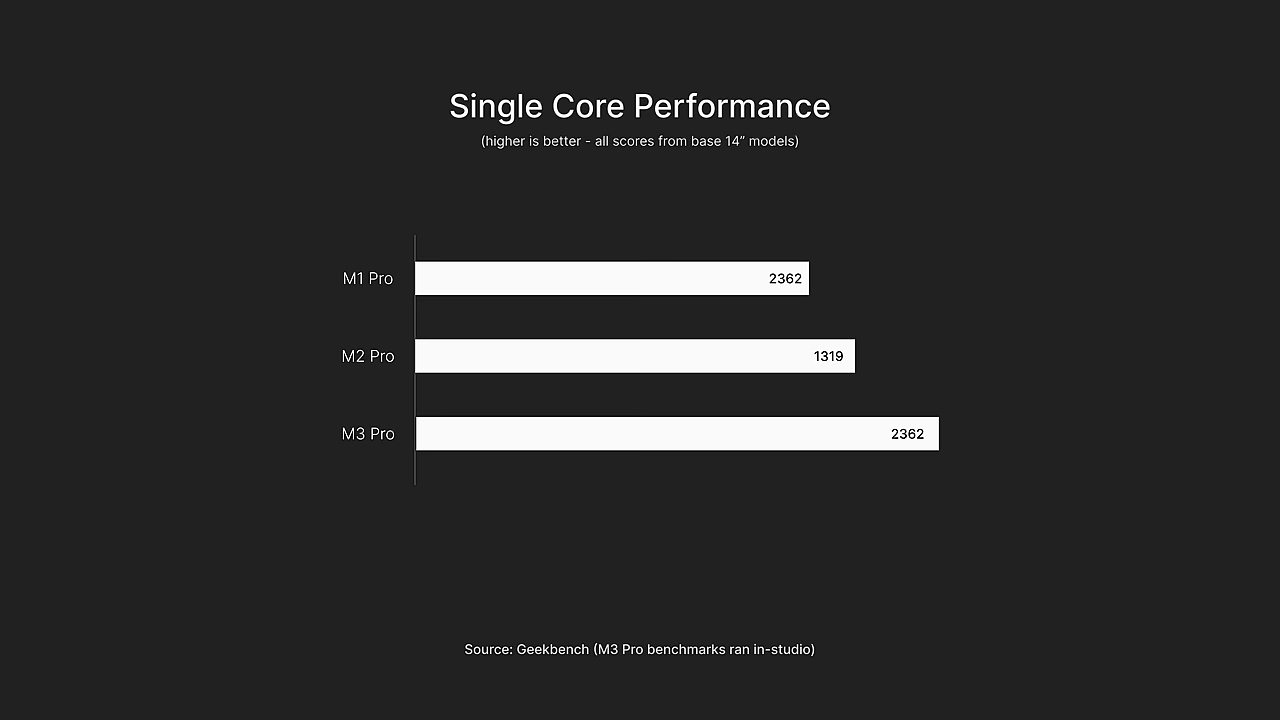 Single Core Performance
(higher is better - all scores from base 14” models)
M1 Pro 2362
M2 Pro 1319
M3 Pro 2362
Source: Geekbench (M3 Pro benchmarks ran in-studio)